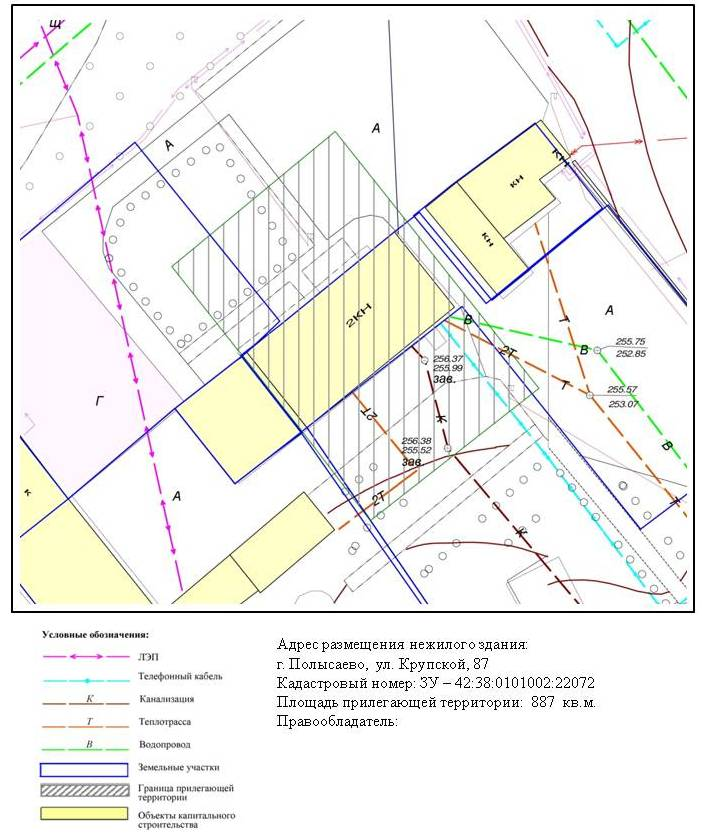 Щ
А
А
КН
КН
КН
2КН
А
В
В
Т
2Т
Т
255.75
252.85
255.57
253.07
256.37
255.99
зав.
Г
2Т
К
256.38
255.52
зав.
В
к
А
2Т
К
Т
Условные обозначения:
ЛЭП
Телефонный кабель
К Канализация
Т Теплотрасса
В Водопровод
Земельные участки
Граница прилегающей
территории
Объекты капитального
строительства
Адрес размещения нежилого здания:
г. Полысаево, ул. Крупской, 87
Кадастровый номер: ЗУ – 42:38:0101002:22072
Площадь прилегающей территории: 887 кв.м.
Правообладатель: